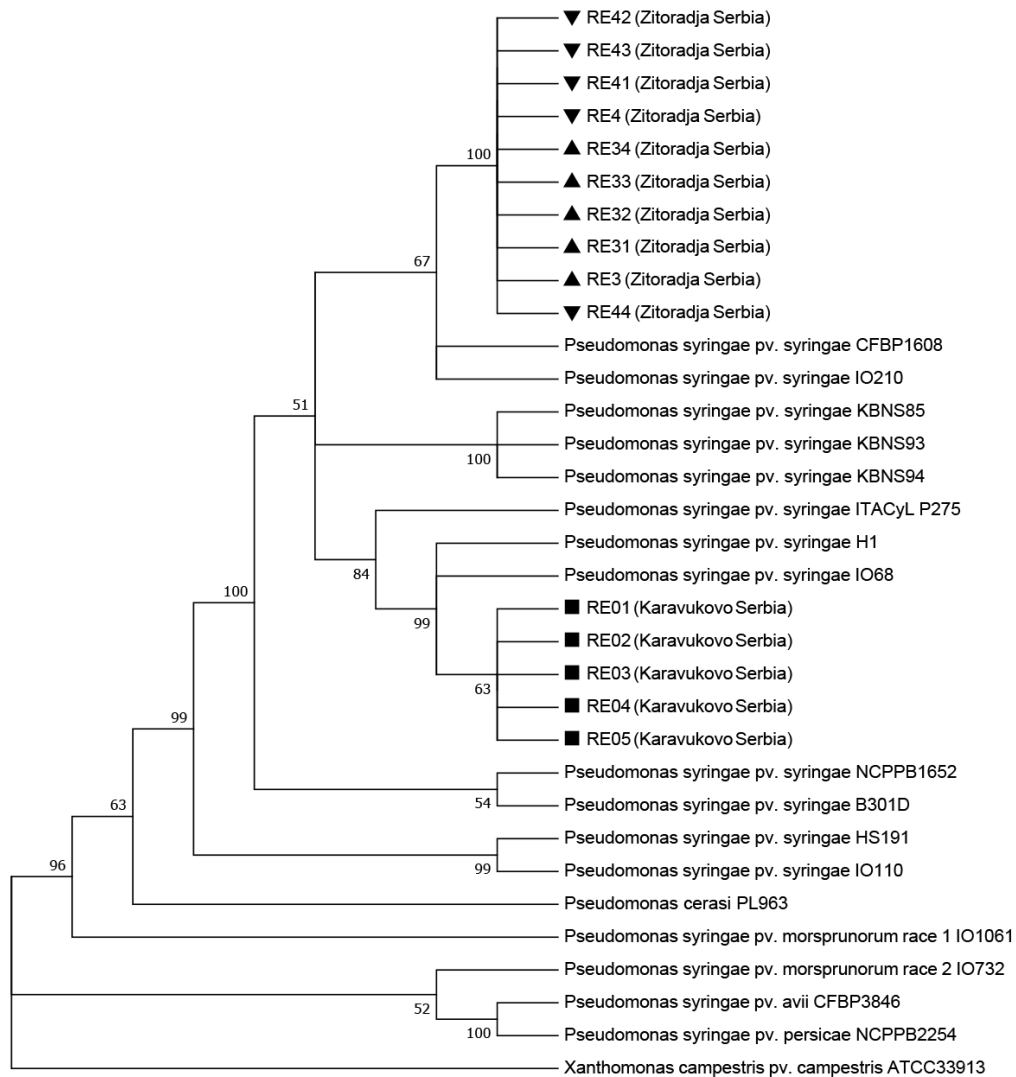 RE42 (Zitoradja Serbia)
RE43 (Zitoradja Serbia)
RE41 (Zitoradja Serbia)
RE4 (Zitoradja Serbia)
100
RE34 (Zitoradja Serbia)
RE33 (Zitoradja Serbia)
RE32 (Zitoradja Serbia)
RE31 (Zitoradja Serbia)
67
RE3 (Zitoradja Serbia)
RE44 (Zitoradja Serbia)
Pseudomonas syringae pv. syringae CFBP1608
Pseudomonas syringae pv. syringae IO210
51
Pseudomonas syringae pv. syringae KBNS85
Pseudomonas syringae pv. syringae KBNS93
100
Pseudomonas syringae pv. syringae KBNS94
Pseudomonas syringae pv. syringae ITACyL P275
Pseudomonas syringae pv. syringae H1
84
Pseudomonas syringae pv. syringae IO68
100
RE01 (Karavukovo Serbia)
99
RE02 (Karavukovo Serbia)
RE03 (Karavukovo Serbia)
63
RE04 (Karavukovo Serbia)
99
RE05 (Karavukovo Serbia)
Pseudomonas syringae pv. syringae NCPPB1652
54
Pseudomonas syringae pv. syringae B301D
63
Pseudomonas syringae pv. syringae HS191
96
99
Pseudomonas syringae pv. syringae IO110
Pseudomonas cerasi PL963
Pseudomonas syringae pv. morsprunorum race 1 IO1061
Pseudomonas syringae pv. morsprunorum race 2 IO732
52
Pseudomonas syringae pv. avii CFBP3846
100
Pseudomonas syringae pv. persicae NCPPB2254
Xanthomonas campestris pv. campestris ATCC33913